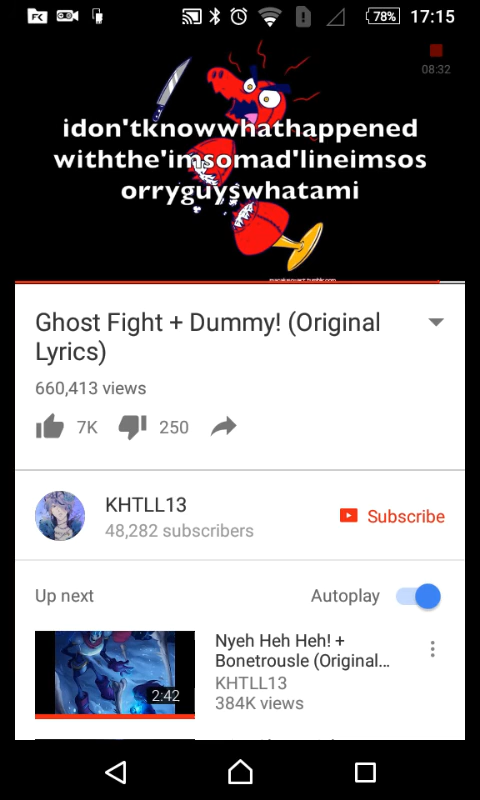 78% 17:15
08:32
idon'tknowwhathappened
withthe'imsomad'lineimsos
orryguyswhatami
Ghost Fight + Dummy! (Original
Lyrics)
660,413 views
7K 250
KHTLL13
48,282 subscribers
Subscribe
Up next
Autoplay
Nyeh Heh Heh! +
Bonetrousle (Original...
KHTLL13
384K views
2:42